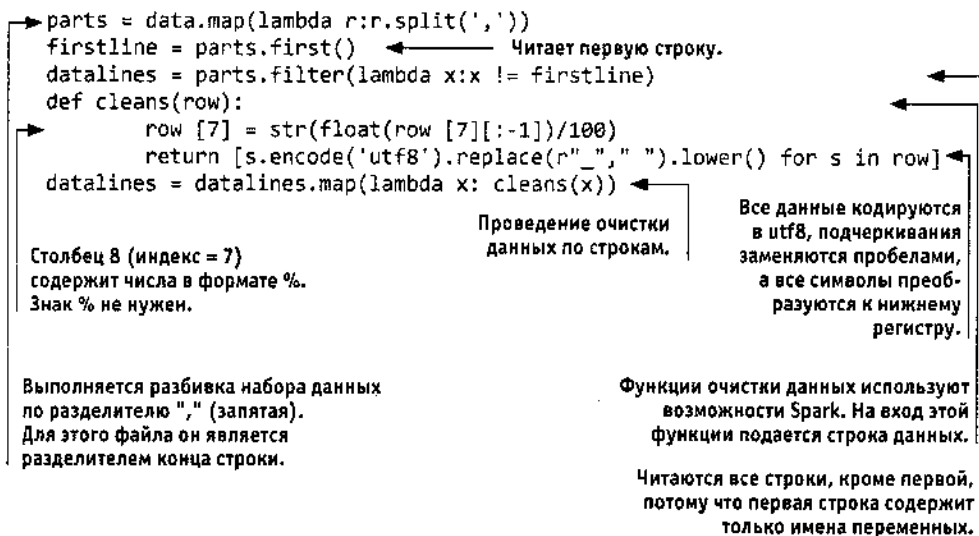 parts = data.map(lambda r:r.split(','))
firstline = parts.first()
Читает первую строку.
datalines = parts.filter(lambda x:x != firstline)
def cleans(row):
row [7] = str(float(row [7][:-1])/100)
return [s.encode('utf8').replace(r"_"," ").lower() for s in row]
datalines = datalines.map(lambda x: cleans(x))
Проведение очистки
данных по строкам.
Все данные кодируются
в utf8, подчеркивания
заменяются пробелами,
а все символы преоб-
разуются к нижнему
регистру.
Столбец 8 (индекс = 7)
содержит числа в формате %.
Знак % не нужен.
Выполняется разбивка набора данных
по разделителю "," (запятая).
Для этого файла он является
разделителем конца строки.
Функции очистки данных используют
возможности Spark. На вход этой
функции подается строка данных.
Читаются все строки, кроме первой,
потому что первая строка содержит
только имена переменных.